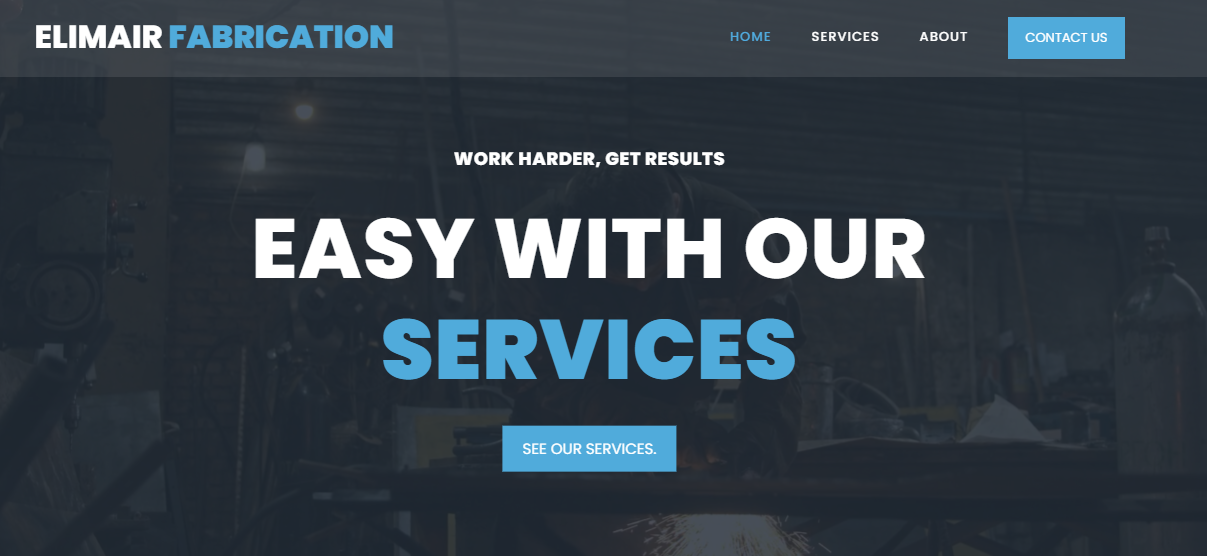 ELIMAIR FABRICATION
HOME
SERVICES
ABOUT
CONTACT US
WORK HARDER, GET RESULTS
EASY WITH OUR
SERVICES
SEE OUR SERVICES.